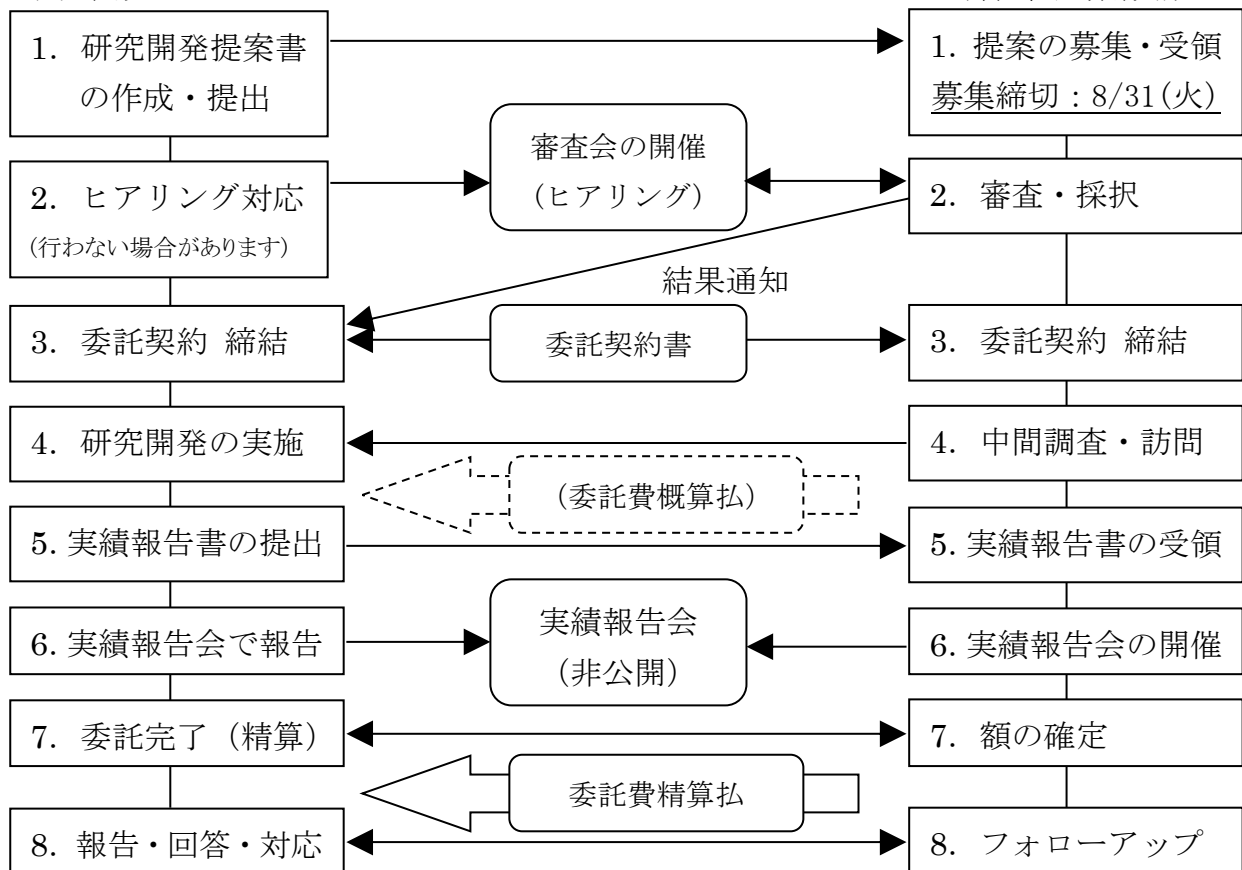 1. 研究開発提案書
の作成・提出
1. 提案の募集・受領
募集締切：8/31(火)
審査会の開催
(ヒアリング)
2. ヒアリング対応
(行わない場合があります)
2. 審査・採択
結果通知
3. 委託契約 締結
委託契約書
3. 委託契約 締結
4. 研究開発の実施
4. 中間調査・訪問
(委託費概算払)
5. 実績報告書の提出
5. 実績報告書の受領
実績報告会
(非公開)
6. 実績報告会で報告
6. 実績報告会の開催
7. 委託完了（精算）
7. 額の確定
委託費精算払
8. 報告・回答・対応
8. フォローアップ